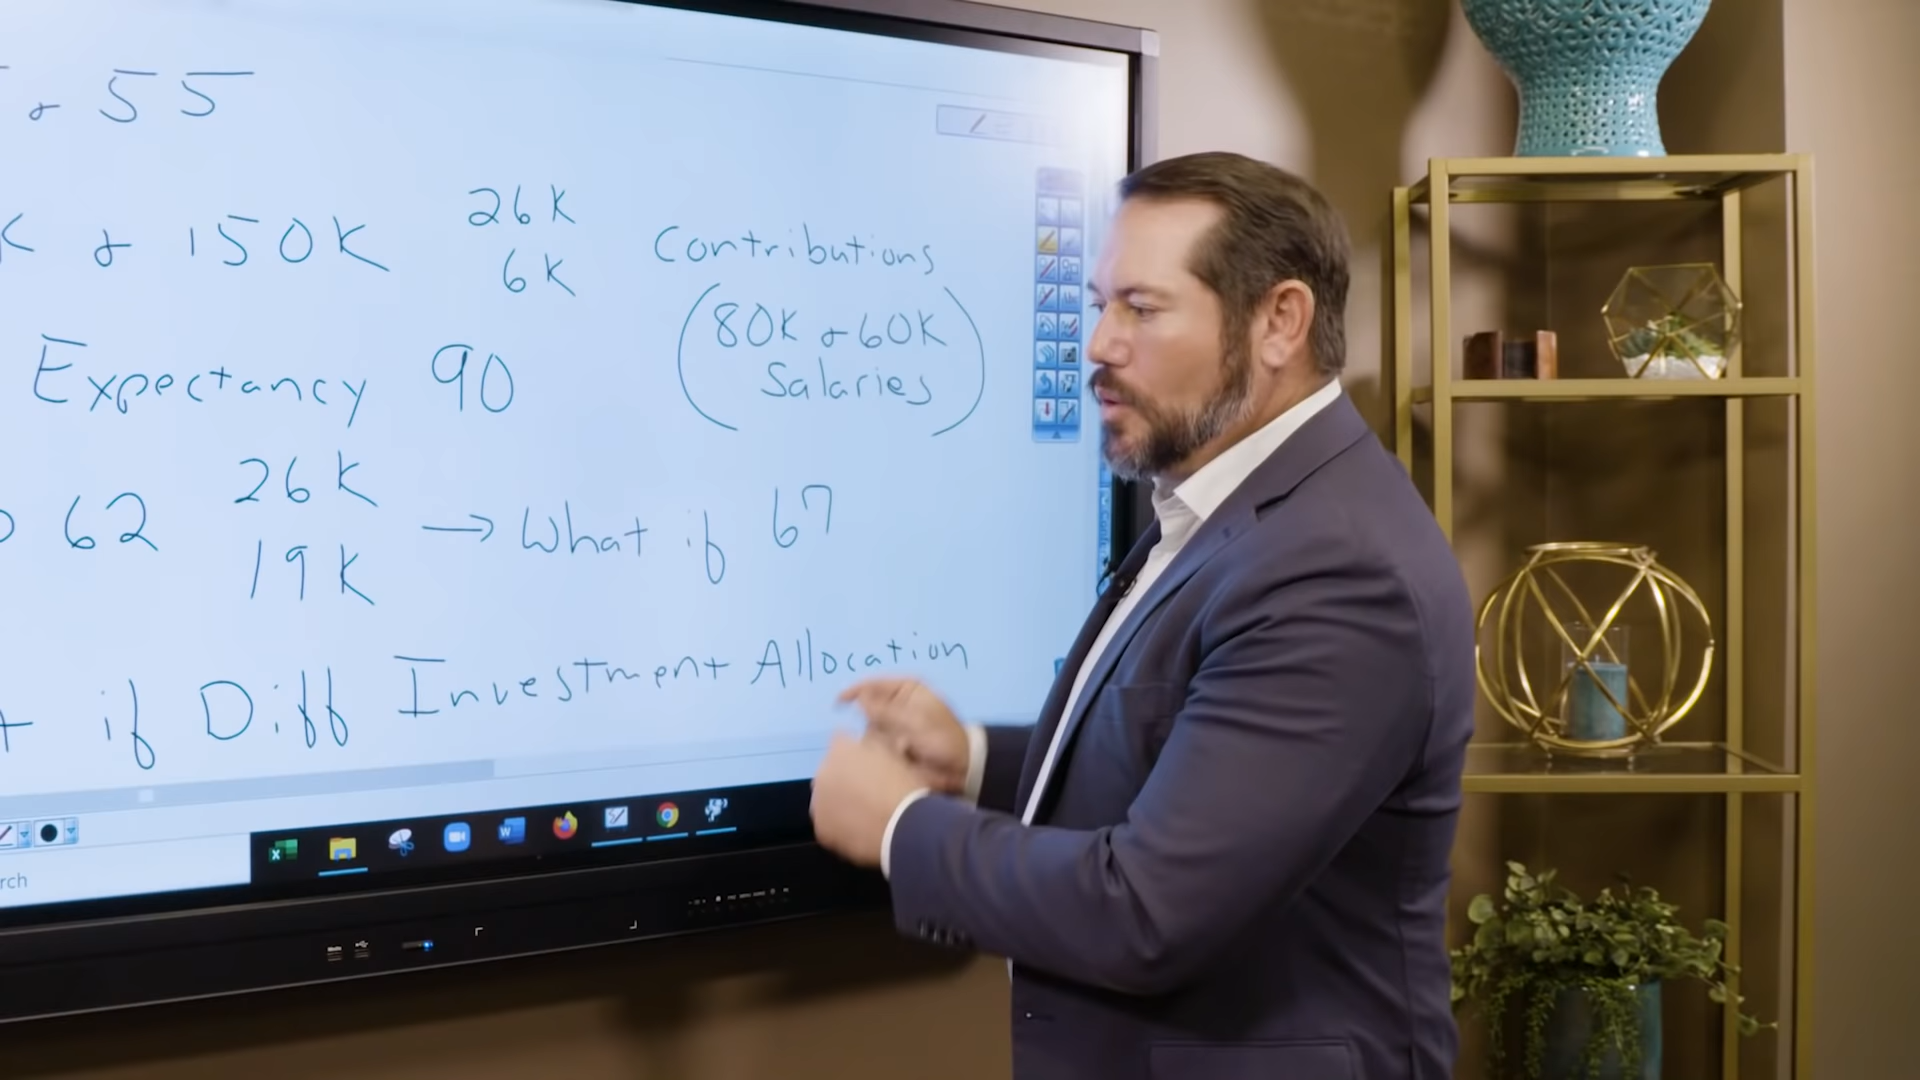 & 55
K & 150K
26K
6K
Contributions
(80K & 60K
Salaries)
Expectancy 90
62
26K
19K
→ What if 67
if Diff Investment Allocation
rch